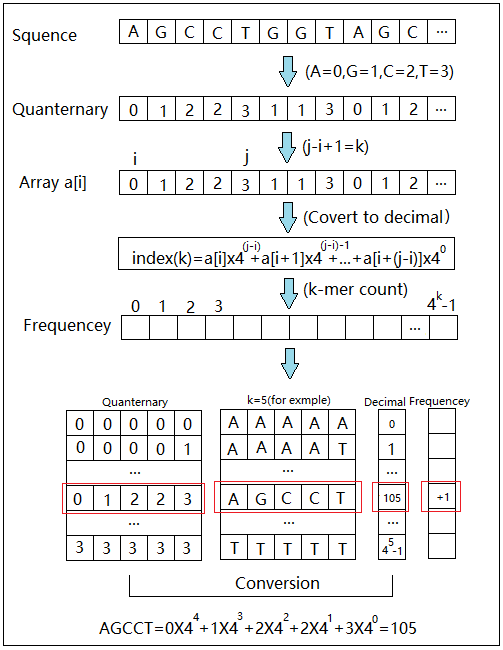 Squence A G C C T G G T A G C ...
(A=0,G=1,C=2,T=3)
Quanternary 0 1 2 2 3 1 1 3 0 1 2 ...
(j-i+1=k)
i j
Array a[i] 0 1 2 2 3 1 1 3 0 1 2 ...
(Covert to decimal)
index(k)=a[i]x4^(j-i)+a[i+1]x4^(j-i)-1+...+a[i+(j-i)]x4^0
(k-mer count)
0 1 2 3 4^k-1
Frequencey ...
Quanternary k=5(for exmple) Decimal Frequencey
0 0 0 0 0 A A A A A 0
0 0 0 0 1 A A A A T 1
... ... ...
0 1 2 2 3 A G C C T 105 +1
... ... ...
3 3 3 3 3 T T T T T 4^5-1
Conversion
AGCCT=0X4^4+1X4^3+2X4^2+2X4^1+3X4^0=105